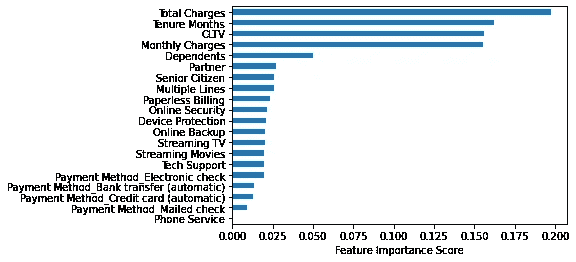 Total Charges
Tenure Months
CLTV
Monthly Charges
Dependents
Partner
Senior Citizen
Multiple Lines
Paperless Billing
Online Security
Device Protection
Online Backup
Streaming TV
Streaming Movies
Tech Support
Payment Method_Electronic check
Payment Method_Bank transfer (automatic)
Payment Method_Credit card (automatic)
Payment Method_Mailed check
Phone Service
0.000 0.025 0.050 0.075 0.100 0.125 0.150 0.175 0.200
Feature Importance Score